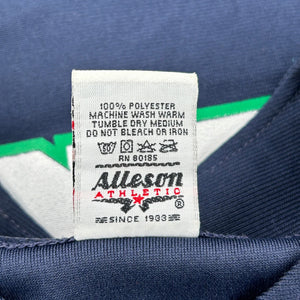 100% POLYESTER
MACHINE WASH WARM
TUMBLE DRY MEDIUM
DO NOT BLEACH OR IRON
RN 80185
Alleson
ATHLETIC
®
SINCE 1933